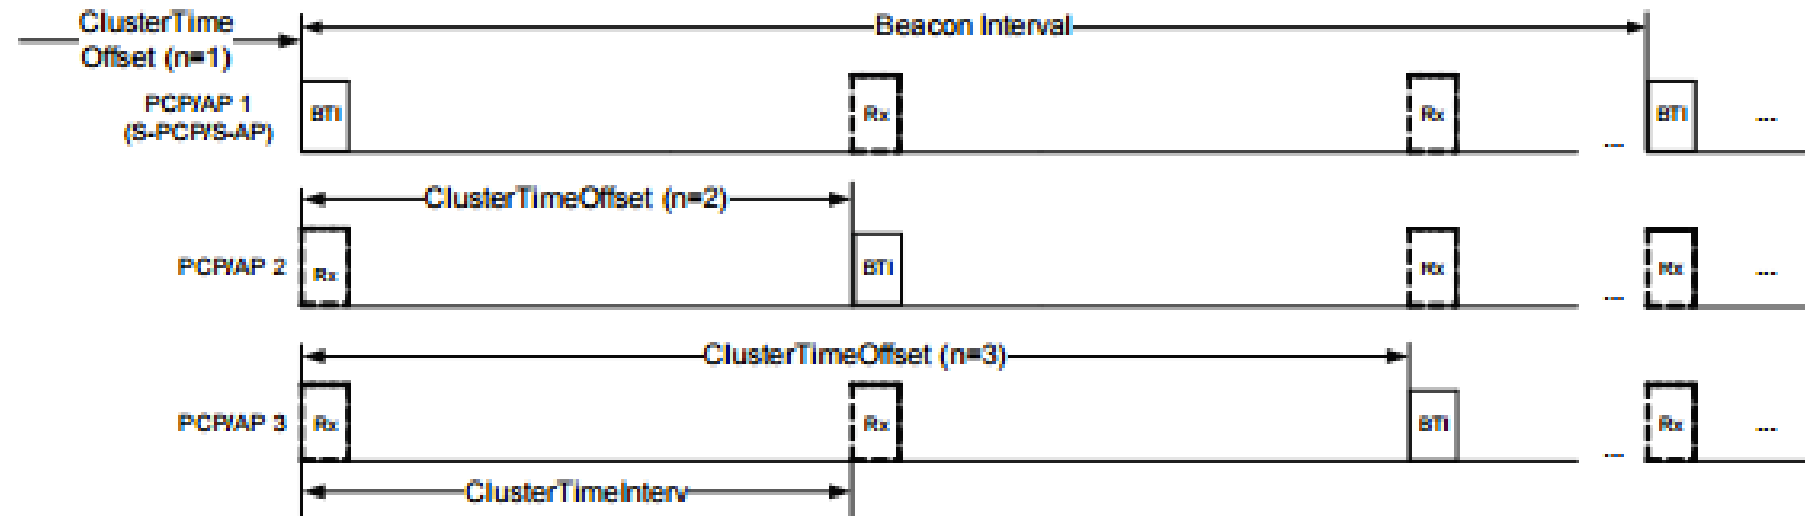 ClusterTime
Offset (n=1)
Beacon Interval
PCP/AP 1
(S-PCP/S-AP)
BTI
Rx
Rx
...
BTI
...
ClusterTimeOffset (n=2)
PCP/AP 2
Rx
BTI
Rx
...
Rx
...
ClusterTimeOffset (n=3)
PCP/AP 3
Rx
Rx
BTI
...
Rx
...
ClusterTimeInterv